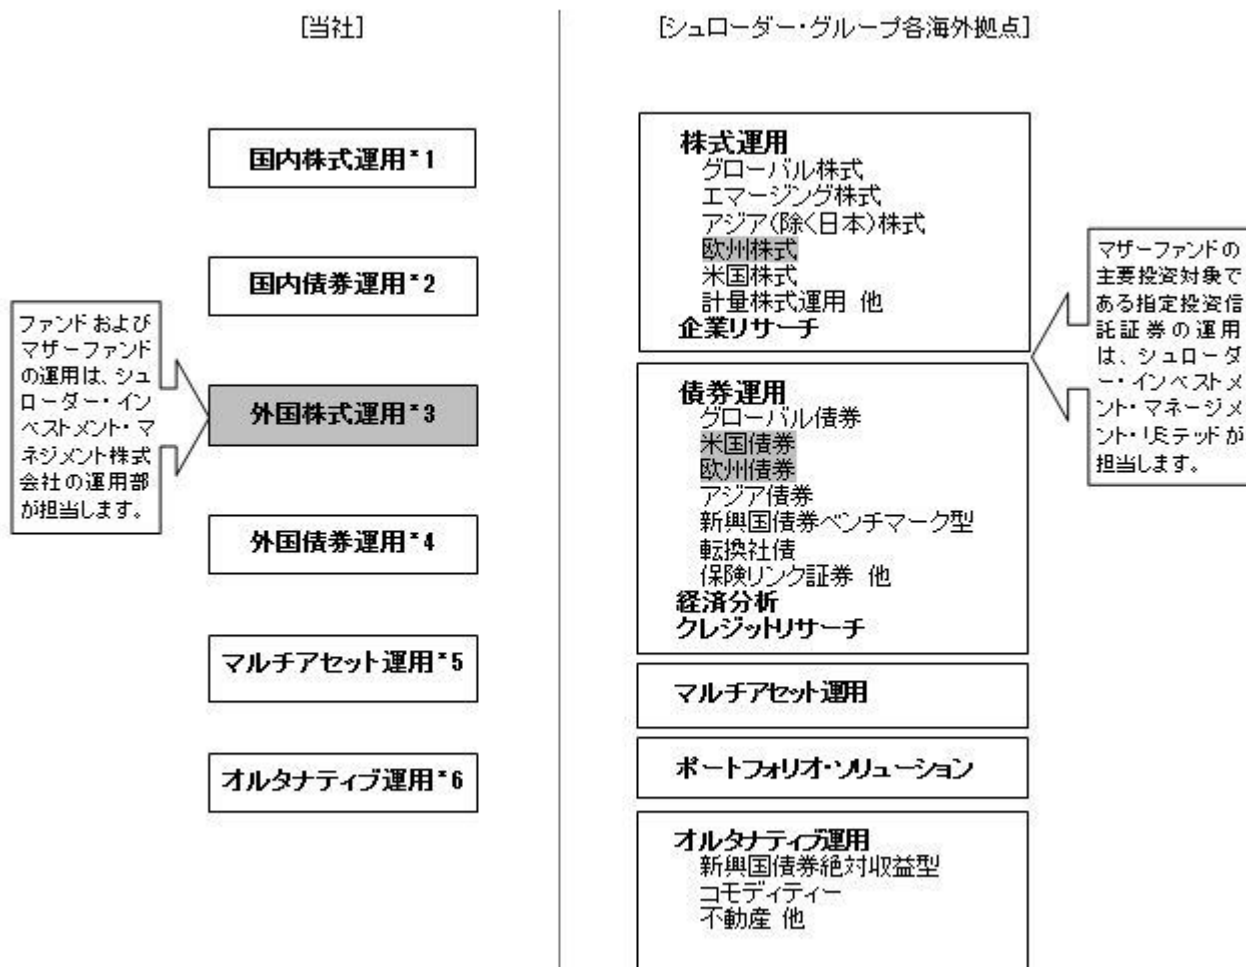 [当社]
国内株式運用*1
国内債券運用*2
ファンドおよび
マザーファンド
の運用は、シュ
ローダー・イン
ベストメント・マ
ネジメント株式
会社の運用部
が担当します。
外国株式運用*3
外国債券運用*4
マルチアセット運用*5
オルタナティブ運用*6
[シュローダー・グループ各海外拠点]
株式運用
グローバル株式
エマージング株式
アジア(除く日本)株式
欧州株式
米国株式
計量株式運用 他
企業リサーチ
債券運用
グローバル債券
米国債券
欧州債券
アジア債券
新興国債券ベンチマーク型
転換社債
保険リンク証券 他
経済分析
クレジットリサーチ
マルチアセット運用
ポートフォリオ・ソリューション
オルタナティブ運用
新興国債券絶対収益型
コモディティー
不動産 他
マザーファンドの
主要投資対象で
ある指定投資信
託証券の運用
は、シュローダ
ー・インベストメ
ント・マネージメ
ント・リミテッドが
担当します。